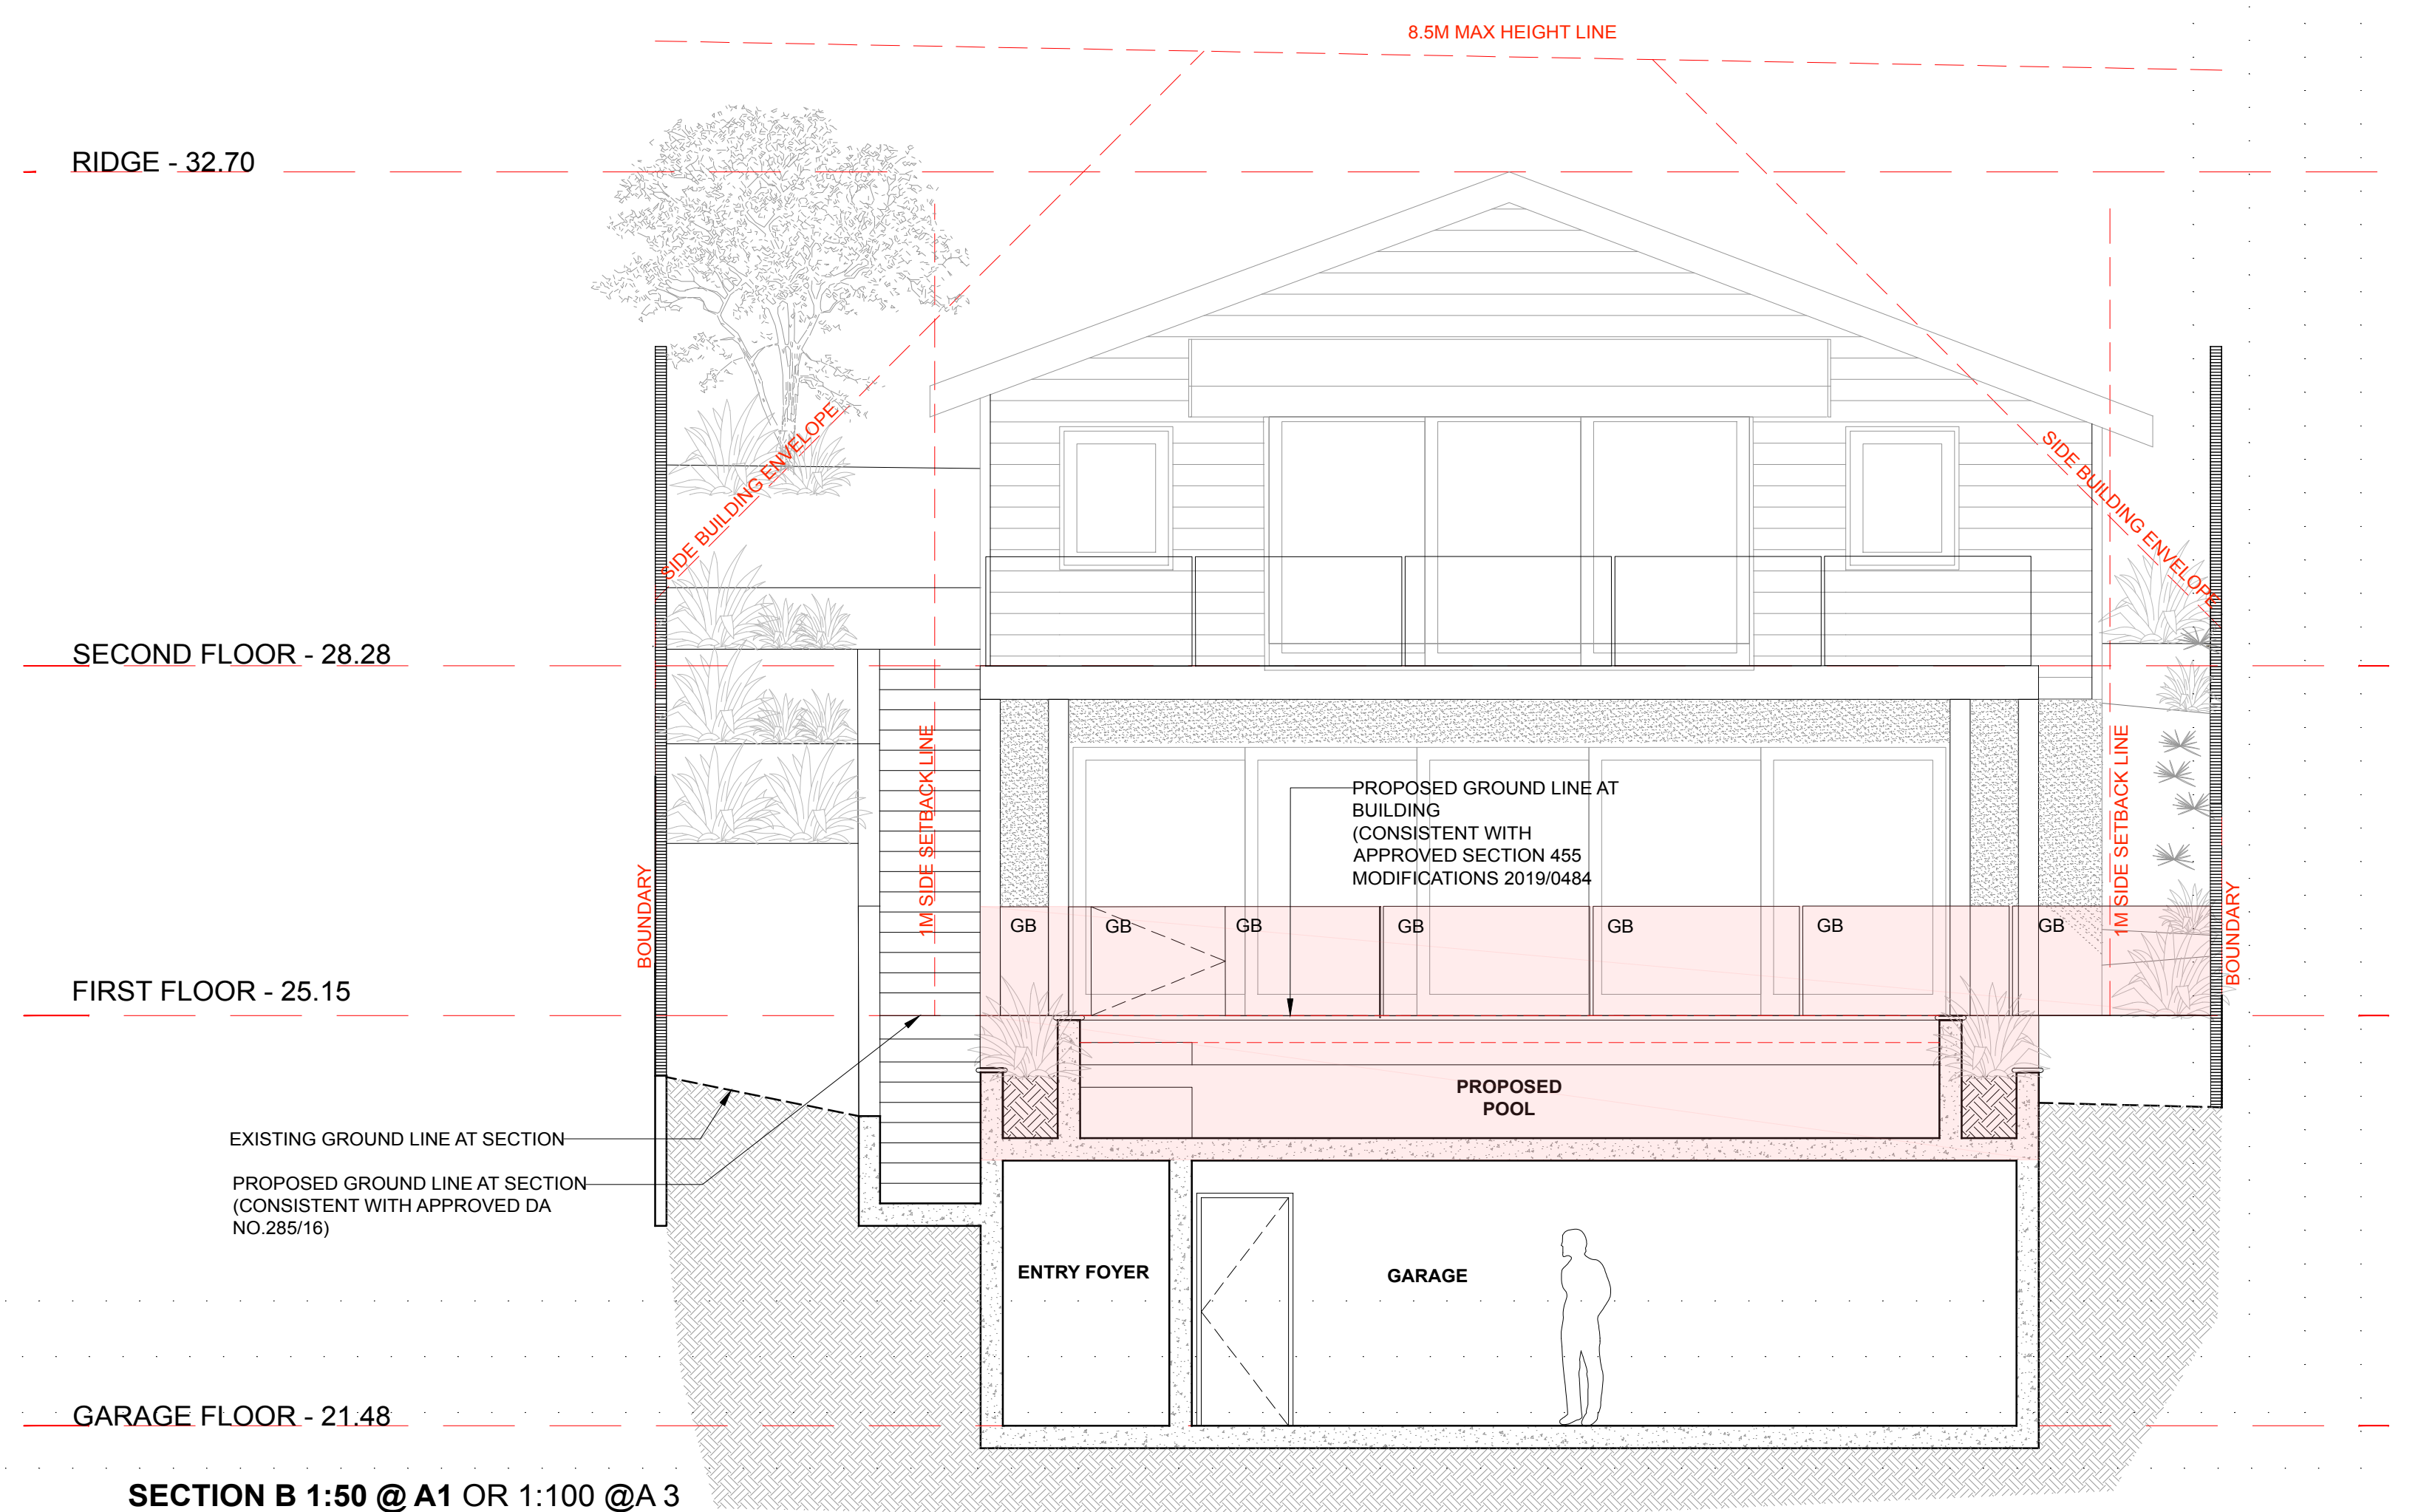 8.5M MAX HEIGHT LINE
RIDGE - 32.70
SIDE BUILDING ENVELOPE
SIDE BUILDING ENVELOPE
SECOND FLOOR - 28.28
1M SIDE SETBACK LINE
1M SIDE SETBACK LINE
PROPOSED GROUND LINE AT
BUILDING
(CONSISTENT WITH
APPROVED SECTION 455
MODIFICATIONS 2019/0484
BOUNDARY
BOUNDARY
GB GB GB GB GB GB GB
FIRST FLOOR - 25.15
PROPOSED
POOL
EXISTING GROUND LINE AT SECTION
PROPOSED GROUND LINE AT SECTION
(CONSISTENT WITH APPROVED DA
NO.285/16)
ENTRY FOYER
GARAGE
GARAGE FLOOR - 21.48
SECTION B 1:50 @ A1 OR 1:100 @A 3